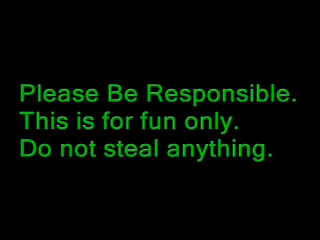 Please Be Responsible.
This is for fun only.
Do not steal anything.